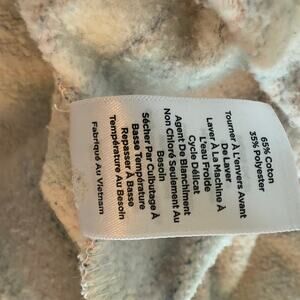 65% Coton
35% Polyester
Tourner À L'envers Avant
De Laver
Laver À La Machine À
L'eau Froide
Cycle Délicat
Agent De Blanchiment
Non Chloré Seulement Au
Besoin
Sécher Par Culbutage À
Basse Température
Repasser À Basse
Température Au Besoin
Fabriqué Au Vietnam